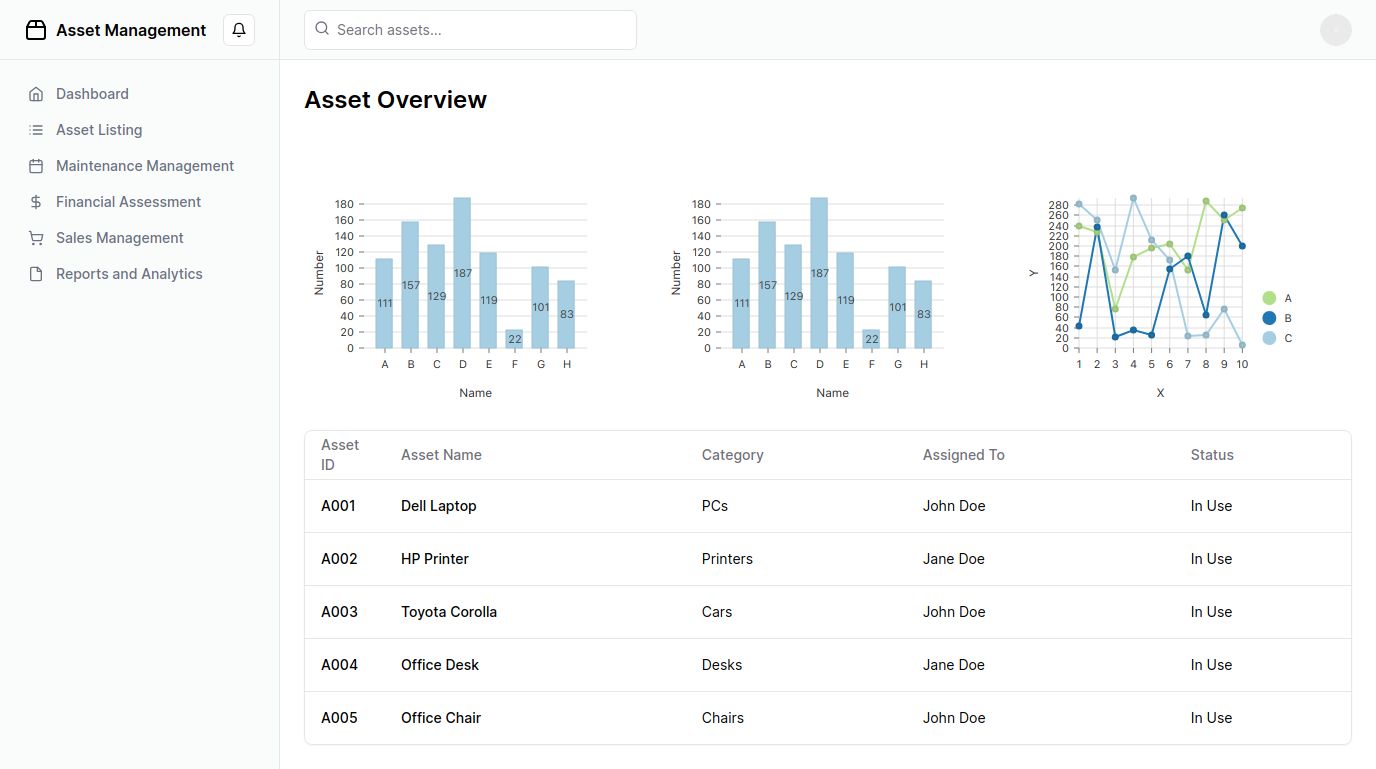 Asset Management
Search assets...
Dashboard
Asset Listing
Maintenance Management
Financial Assessment
Sales Management
Reports and Analytics
Asset Overview
Number
180
160
140
120
100
80
60
40
20
0
111
157
129
187
119
22
101
83
A B C D E F G H
Name
Number
180
160
140
120
100
80
60
40
20
0
111
157
129
187
119
22
101
83
A B C D E F G H
Name
Y
280
260
240
220
200
180
160
140
120
100
80
60
40
20
0
1 2 3 4 5 6 7 8 9 10
X
A
B
C
Asset ID Asset Name Category Assigned To Status
A001 Dell Laptop PCs John Doe In Use
A002 HP Printer Printers Jane Doe In Use
A003 Toyota Corolla Cars John Doe In Use
A004 Office Desk Desks Jane Doe In Use
A005 Office Chair Chairs John Doe In Use